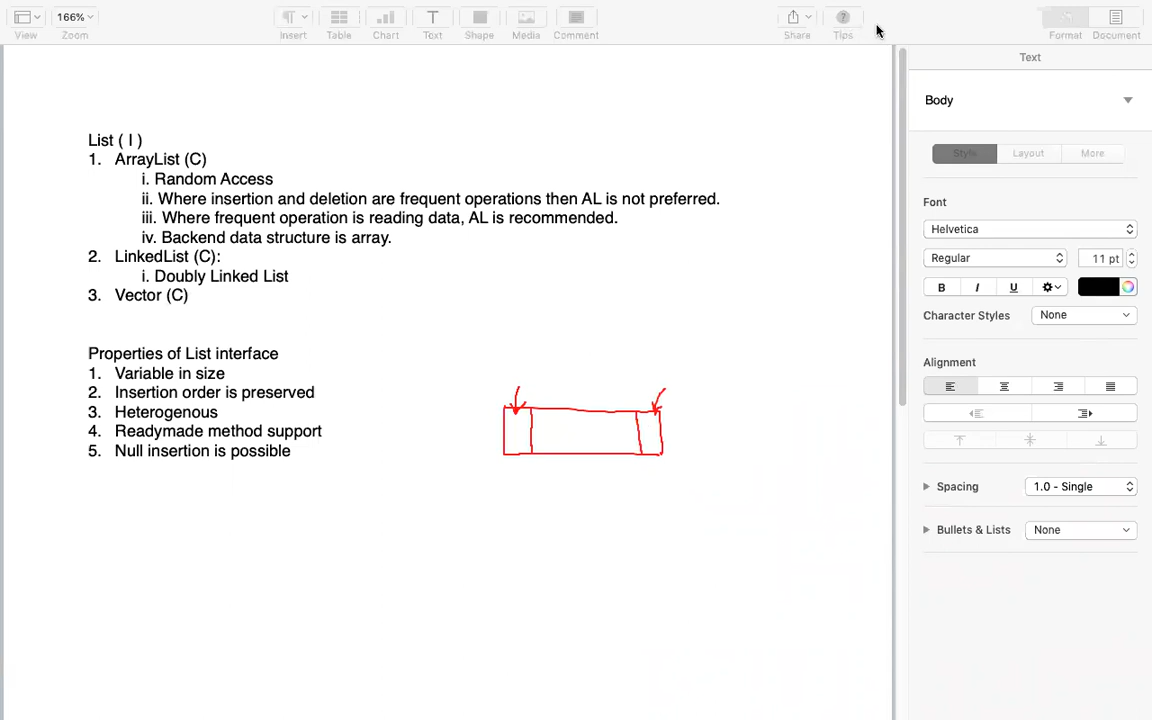 166%
View
Zoom
Insert
Table
Chart
Text
Shape
Media
Comment
Share
Tips
Format
Document
Text
Body
Style
Layout
More
Font
Helvetica
Regular
11 pt
B I U
Character Styles None
Alignment
Spacing 1.0 - Single
Bullets & Lists None
List ( I )
1. ArrayList (C)
i. Random Access
ii. Where insertion and deletion are frequent operations then AL is not preferred.
iii. Where frequent operation is reading data, AL is recommended.
iv. Backend data structure is array.
2. LinkedList (C):
i. Doubly Linked List
3. Vector (C)
Properties of List interface
1. Variable in size
2. Insertion order is preserved
3. Heterogenous
4. Readymade method support
5. Null insertion is possible